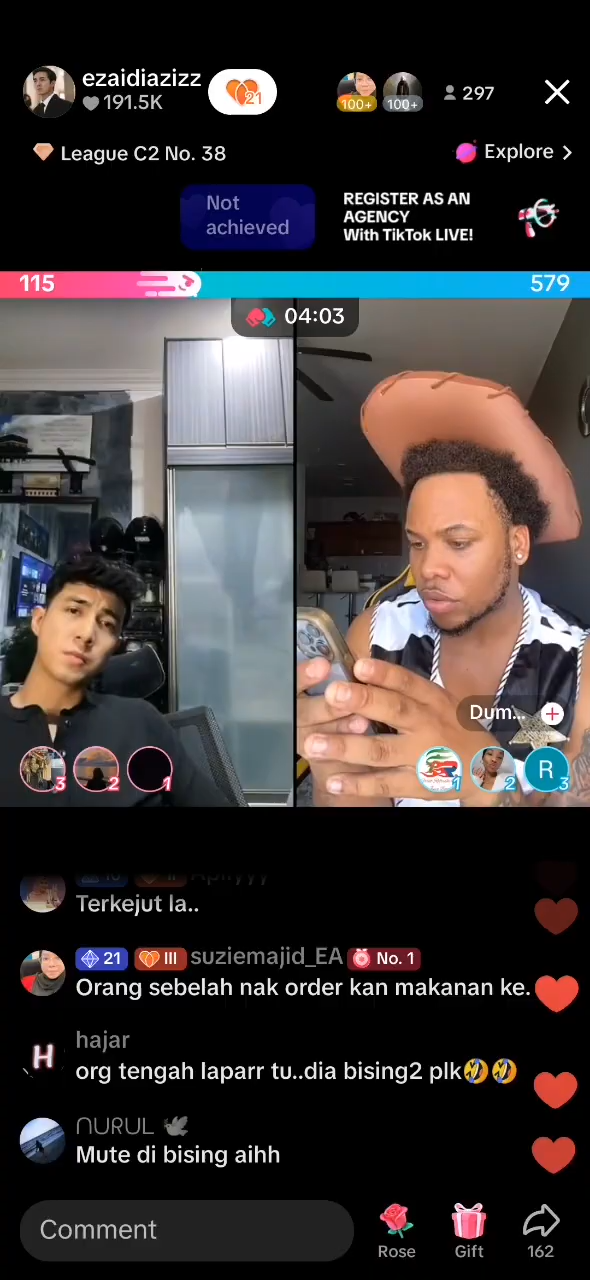 ezaidiazizz
191.5K
21
100+
100+
297
League C2 No. 38
Explore
Not
achieved
REGISTER AS AN
AGENCY
With TikTok LIVE!
115
579
04:03
Dum...
3
2
1
1
2
R
3
Terkejut la..
21 III suziemajid_EA No. 1
Orang sebelah nak order kan makanan ke.
H
hajar
org tengah laparr tu..dia bising2 plk🤣🤣
NURUL 🕊
Mute di bising aihh
Comment
Rose
Gift
162